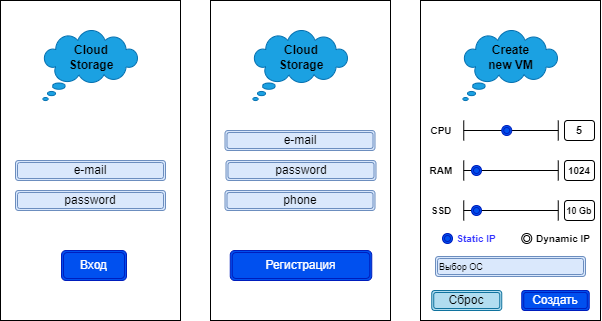 Cloud
Storage
e-mail
password
Вход
Cloud
Storage
e-mail
password
phone
Регистрация
Create
new VM
CPU 5
RAM 1024
SSD 10 Gb
Static IP Dynamic IP
Выбор ОС
Сброс Создать